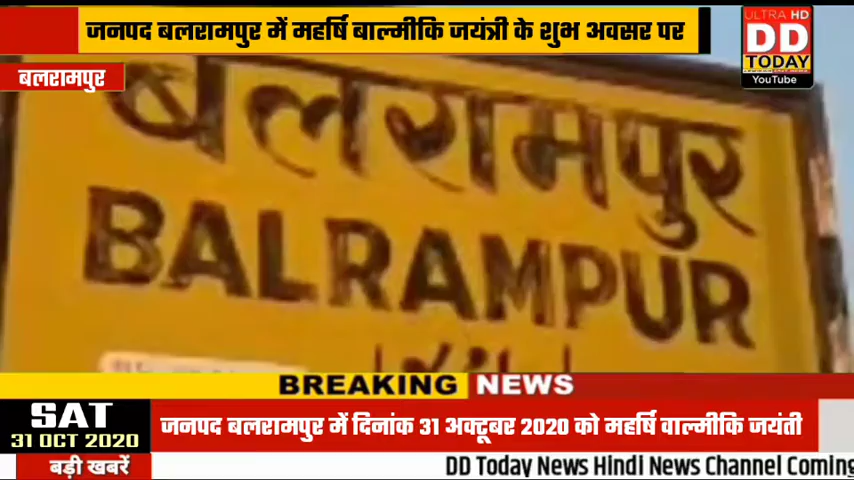 जनपद बलरामपुर में महर्षि बाल्मीकि जयंत्री के शुभ अवसर पर
ULTRA HD
DD
TODAY
YouTube
बलरामपुर
बलरामपुर
BALRAMPUR
BREAKING NEWS
SAT
31 OCT 2020
जनपद बलरामपुर में दिनांक 31 अक्टूबर 2020 को महर्षि वाल्मीकि जयंती
बड़ी खबरें
DD Today News Hindi News Channel Coming